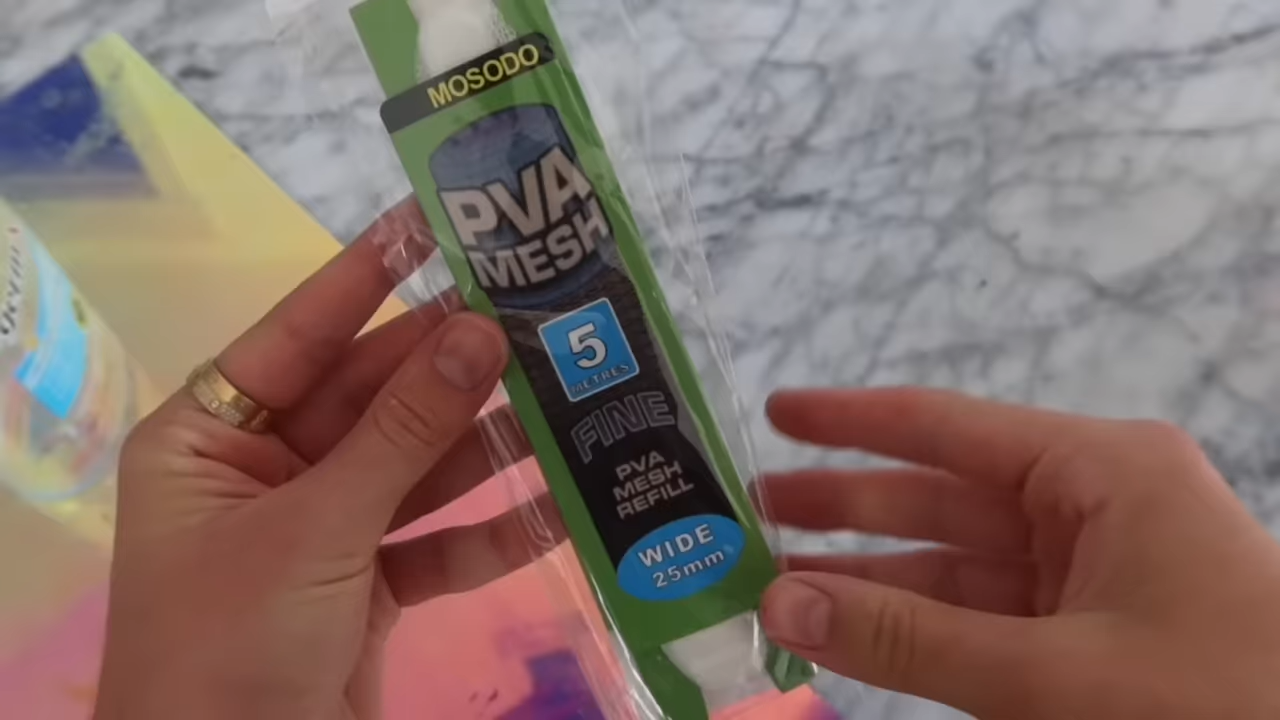 MOSODO
PVA
MESH
5
METRES
FINE
PVA
MESH
REFILL
WIDE
25mm